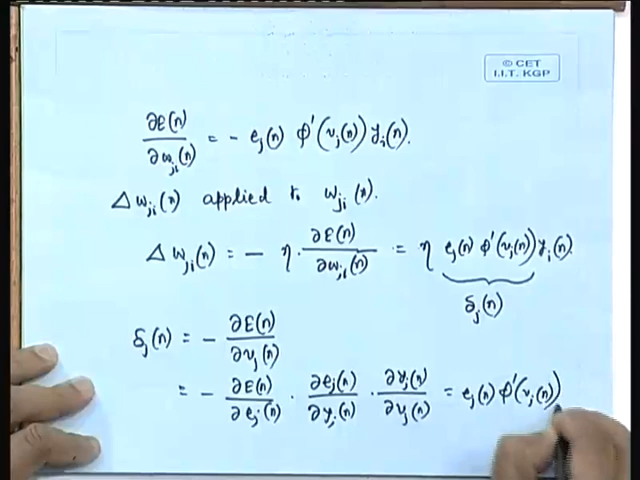 © CET
I.I.T. KGP
∂ε(n)/∂w_ji(n) = − e_j(n) φ'(v_j(n)) y_i(n).
Δw_ji(n) applied to w_ji(n).
Δw_ji(n) = − η · ∂ε(n)/∂w_ji(n) = η e_j(n) φ'(v_j(n)) y_i(n).
δ_j(n)
δ_j(n) = − ∂ε(n)/∂v_j(n)
= − ∂ε(n)/∂e_j(n) · ∂e_j(n)/∂y_j(n) · ∂y_j(n)/∂v_j(n) = e_j(n) φ'(v_j(n))